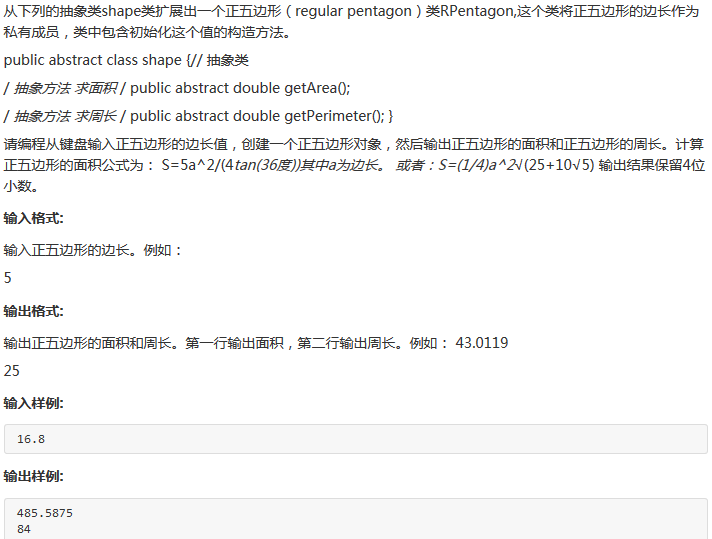 从下列的抽象类shape类扩展出一个正五边形（regular pentagon）类RPentagon,这个类将正五边形的边长作为
私有成员，类中包含初始化这个值的构造方法。
public abstract class shape {// 抽象类
/ 抽象方法 求面积 / public abstract double getArea();
/ 抽象方法 求周长 / public abstract double getPerimeter(); }
请编程从键盘输入正五边形的边长值，创建一个正五边形对象，然后输出正五边形的面积和正五边形的周长。计算
正五边形的面积公式为： S=5a^2/(4tan(36度))其中a为边长。 或者：S=(1/4)a^2√(25+10√5) 输出结果保留4位
小数。
输入格式:
输入正五边形的边长。例如：
5
输出格式:
输出正五边形的面积和周长。第一行输出面积，第二行输出周长。例如： 43.0119
25
输入样例:
16.8
输出样例:
485.5875
84